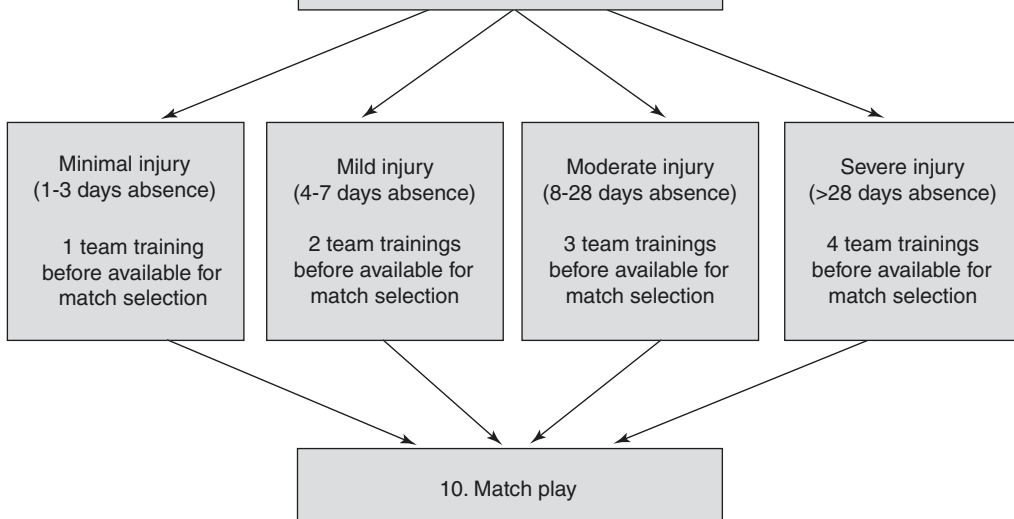 Minimal injury
(1-3 days absence)
1 team training
before available for
match selection
Mild injury
(4-7 days absence)
2 team trainings
before available for
match selection
Moderate injury
(8-28 days absence)
3 team trainings
before available for
match selection
Severe injury
(>28 days absence)
4 team trainings
before available for
match selection
10. Match play